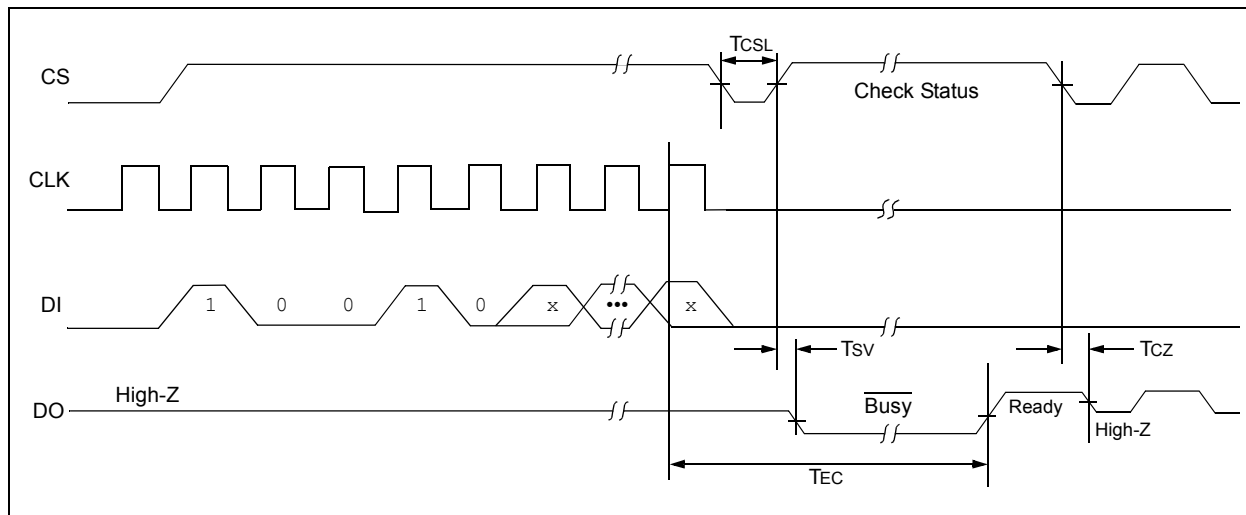 TCSL
CS
Check Status
CLK
DI
1 0 0 1 0 x ••• x
TSV
TCZ
High-Z
DO
Busy
Ready
High-Z
TEC